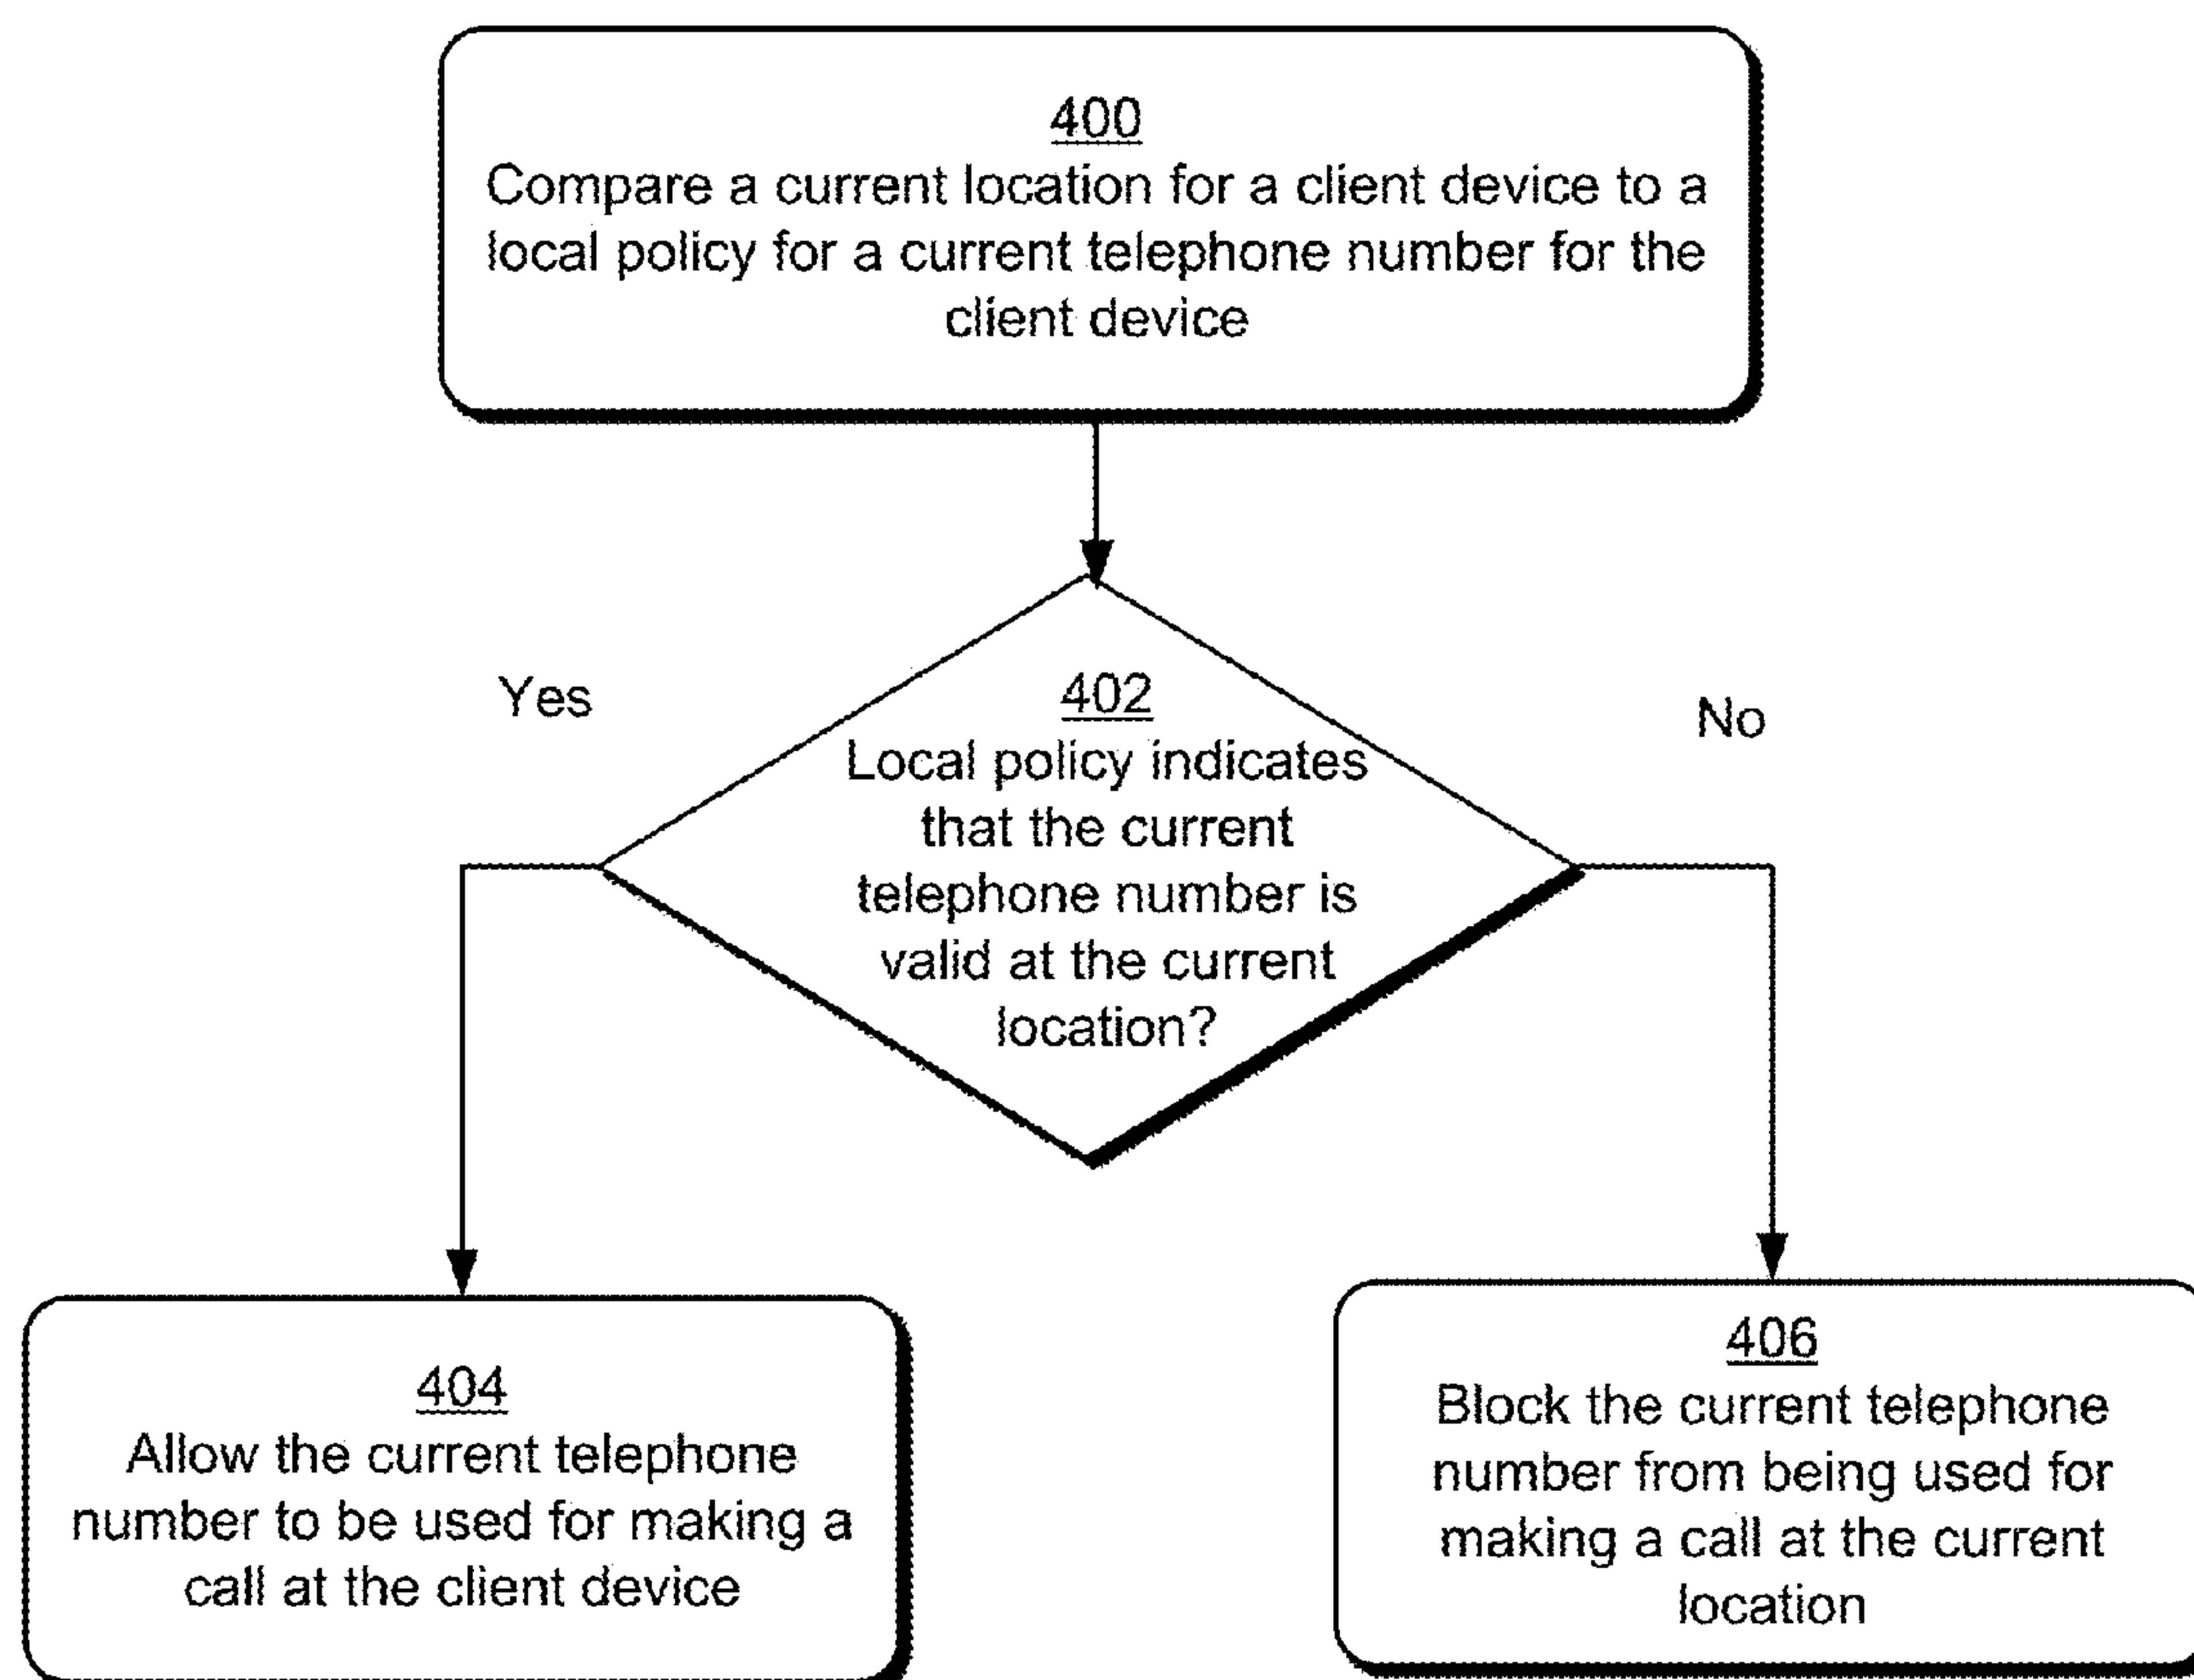 400
Compare a current location for a client device to a
local policy for a current telephone number for the
client device
Yes
402
No
Local policy indicates
that the current
telephone number is
valid at the current
location?
404
Allow the current telephone
number to be used for making a
call at the client device
406
Block the current telephone
number from being used for
making a call at the current
location